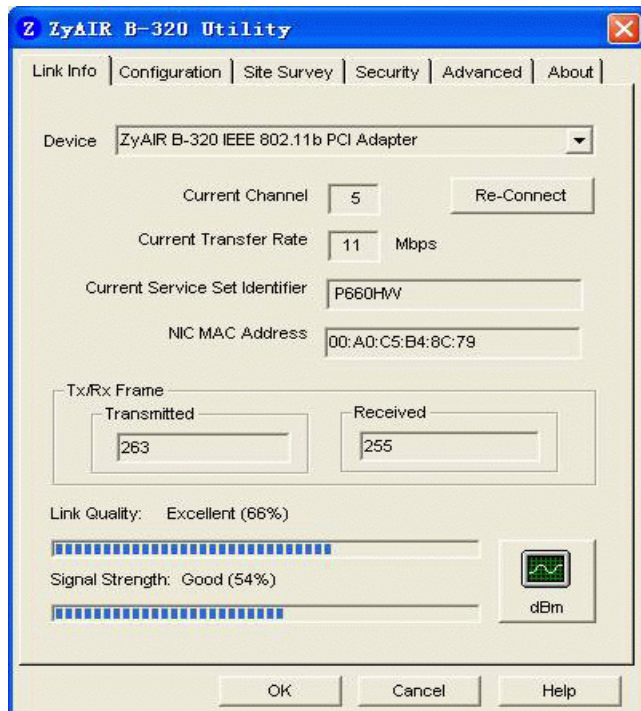 Z ZyAIR B-320 Utility
Link Info Configuration Site Survey Security Advanced About
Device ZyAIR B-320 IEEE 802.11b PCI Adapter
Current Channel 5 Re-Connect
Current Transfer Rate 11 Mbps
Current Service Set Identifier P660HW
NIC MAC Address 00:A0:C5:B4:8C:79
Tx/Rx Frame
Transmitted Received
263 255
Link Quality: Excellent (66%)
Signal Strength: Good (54%)
dBm
OK Cancel Help